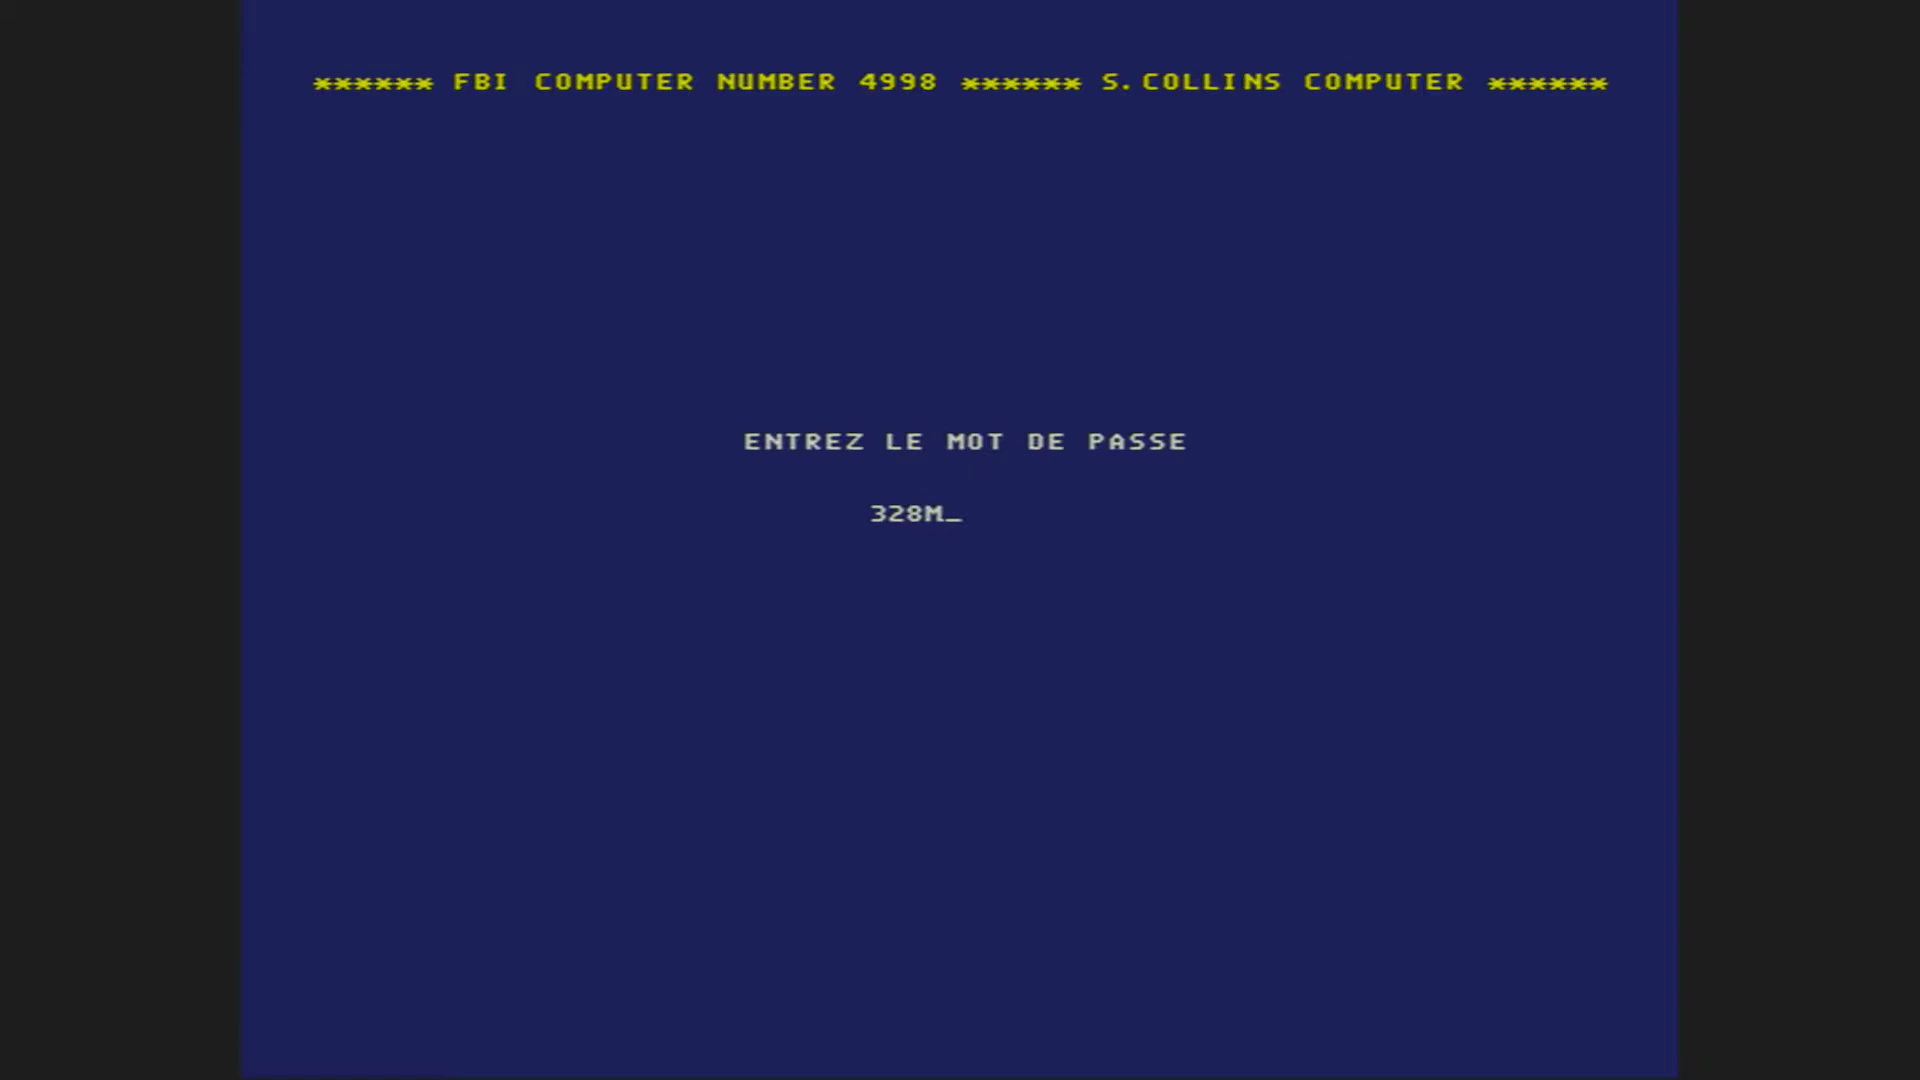 ****** FBI COMPUTER NUMBER 4998 ****** S.COLLINS COMPUTER ******
ENTREZ LE MOT DE PASSE
328M_